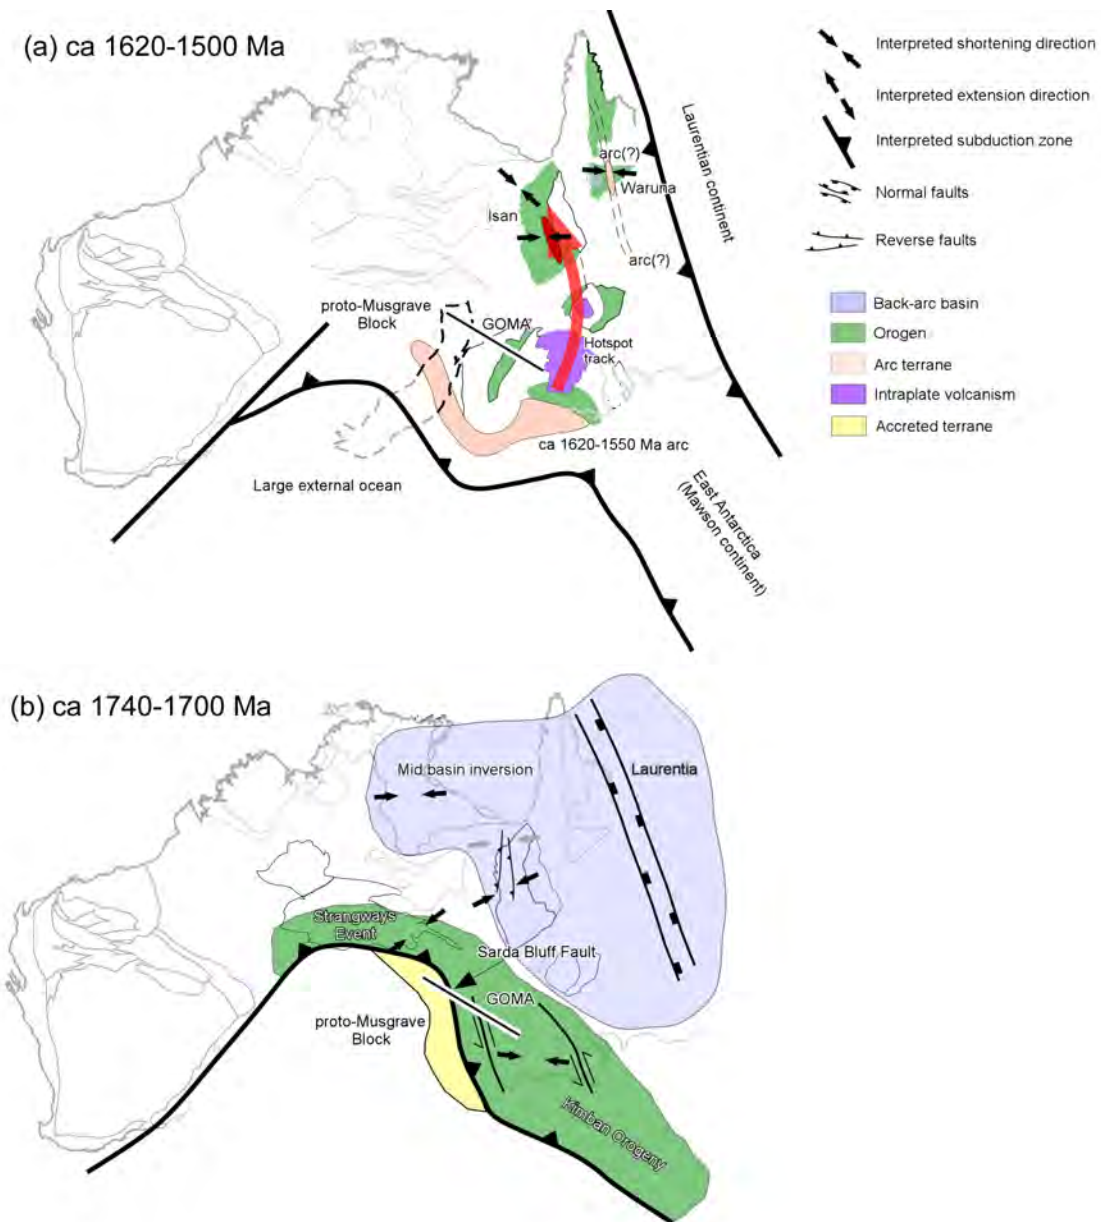 (a) ca 1620-1500 Ma
Interpreted shortening direction
Interpreted extension direction
Interpreted subduction zone
Normal faults
Reverse faults
Back-arc basin
Orogen
Arc terrane
Intraplate volcanism
Accreted terrane
Laurentian continent
arc(?)
Waruna
Isan
arc(?)
proto-Musgrave
Block
GOMA
Hotspot
track
ca 1620-1550 Ma arc
Large external ocean
East Antarctica
(Mawson continent)
(b) ca 1740-1700 Ma
Mid basin inversion
Laurentia
Strangways
Event
Sarda Bluff Fault
GOMA
proto-Musgrave
Block
Kimban Orogeny